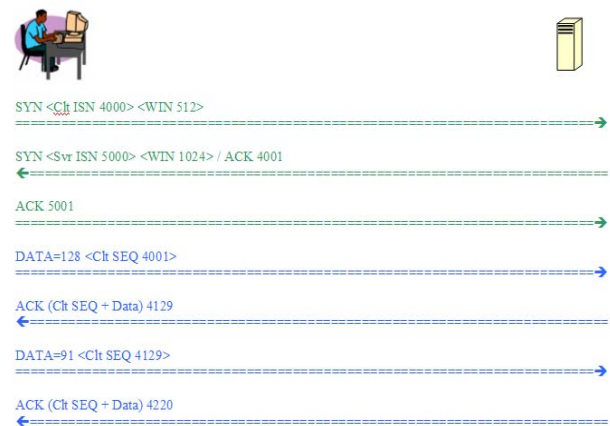 SYN <Clt ISN 4000> <WIN 512>
SYN <Svr ISN 5000> <WIN 1024> / ACK 4001
ACK 5001
DATA=128 <Clt SEQ 4001>
ACK (Clt SEQ + Data) 4129
DATA=91 <Clt SEQ 4129>
ACK (Clt SEQ + Data) 4220